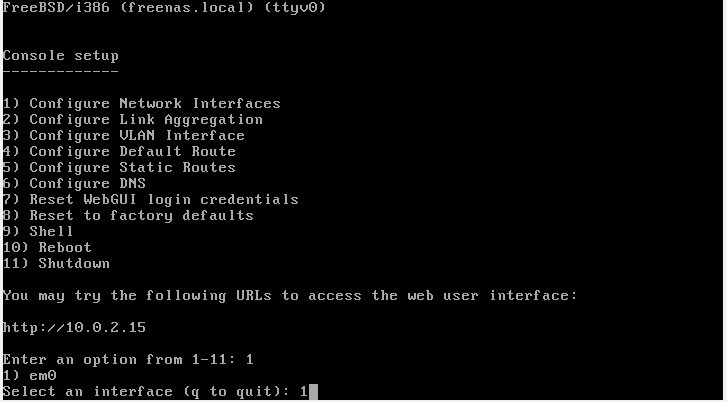 FreeBSD/i386 (freenas.local) (ttyv0)
Console setup
-------------
1) Configure Network Interfaces
2) Configure Link Aggregation
3) Configure VLAN Interface
4) Configure Default Route
5) Configure Static Routes
6) Configure DNS
7) Reset WebGUI login credentials
8) Reset to factory defaults
9) Shell
10) Reboot
11) Shutdown
You may try the following URLs to access the web user interface:
http://10.0.2.15
Enter an option from 1-11: 1
1) em0
Select an interface (q to quit): 1